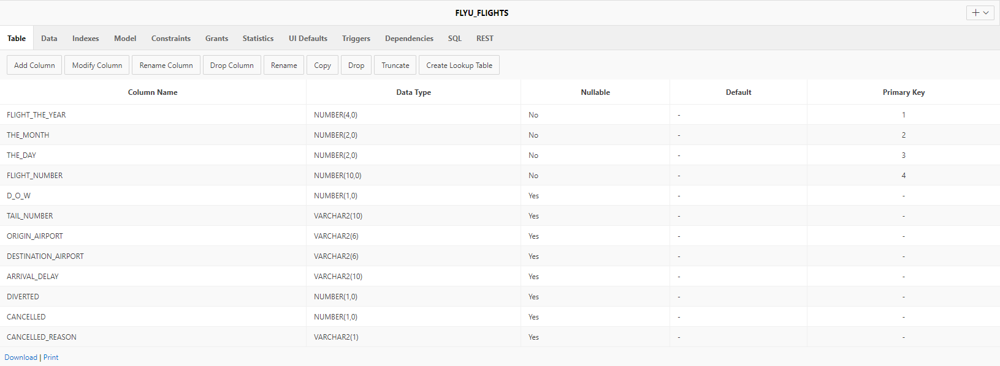 FLYU_FLIGHTS
Table Data Indexes Model Constraints Grants Statistics UI Defaults Triggers Dependencies SQL REST
Add Column Modify Column Rename Column Drop Column Rename Copy Drop Truncate Create Lookup Table
Column Name Data Type Nullable Default Primary Key
FLIGHT_THE_YEAR NUMBER(4,0) No - 1
THE_MONTH NUMBER(2,0) No - 2
THE_DAY NUMBER(2,0) No - 3
FLIGHT_NUMBER NUMBER(10,0) No - 4
D_O_W NUMBER(1,0) Yes - -
TAIL_NUMBER VARCHAR2(10) Yes - -
ORIGIN_AIRPORT VARCHAR2(6) Yes - -
DESTINATION_AIRPORT VARCHAR2(6) Yes - -
ARRIVAL_DELAY VARCHAR2(10) Yes - -
DIVERTED NUMBER(1,0) Yes - -
CANCELLED NUMBER(1,0) Yes - -
CANCELLED_REASON VARCHAR2(1) Yes - -
Download | Print